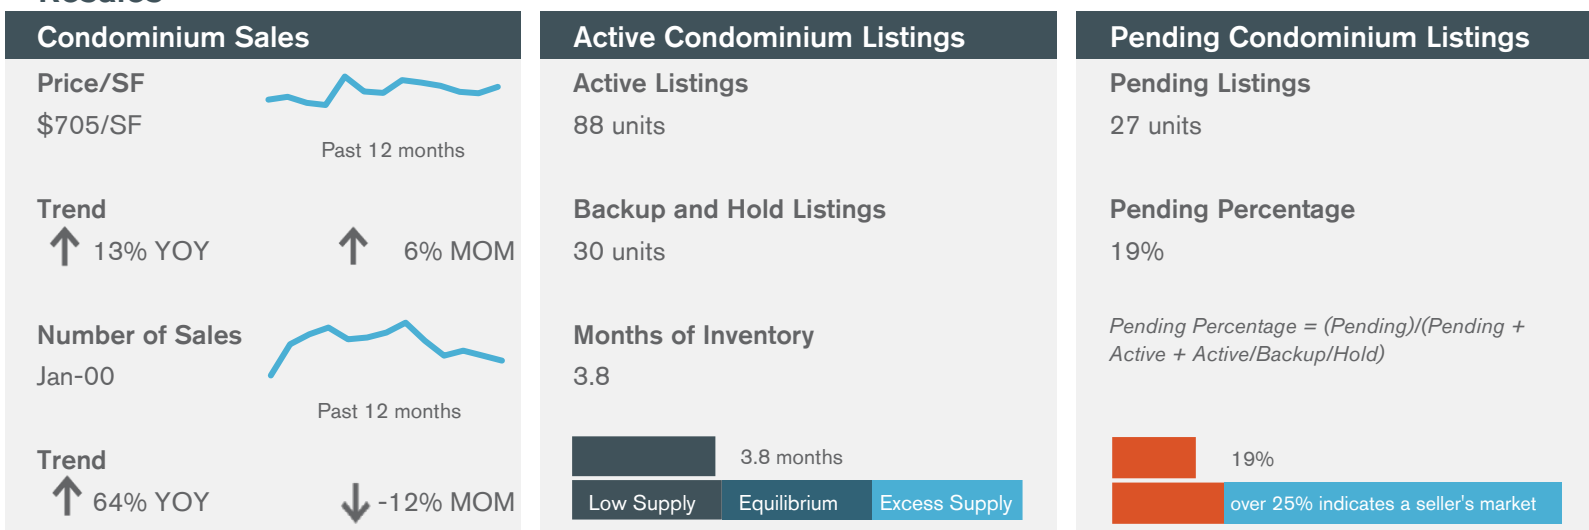 Resales
Condominium Sales
Price/SF
$705/SF
Past 12 months
Trend
13% YOY
6% MOM
Number of Sales
Jan-00
Past 12 months
Trend
64% YOY
-12% MOM
Active Condominium Listings
Active Listings
88 units
Backup and Hold Listings
30 units
Months of Inventory
3.8
3.8 months
Low Supply
Equilibrium
Excess Supply
Pending Condominium Listings
Pending Listings
27 units
Pending Percentage
19%
Pending Percentage = (Pending)/(Pending +
Active + Active/Backup/Hold)
19%
over 25% indicates a seller's market